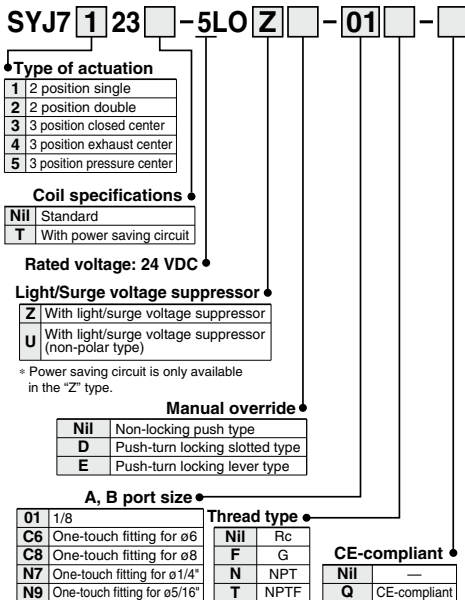 SYJ7 1 23 -5LO Z -01 -
Type of actuation
1 2 position single
2 2 position double
3 3 position closed center
4 3 position exhaust center
5 3 position pressure center
Coil specifications
Nil Standard
T With power saving circuit
Rated voltage: 24 VDC
Light/Surge voltage suppressor
Z With light/surge voltage suppressor
U With light/surge voltage suppressor
(non-polar type)
* Power saving circuit is only available
in the “Z” type.
Manual override
Nil Non-locking push type
D Push-turn locking slotted type
E Push-turn locking lever type
A, B port size
01 1/8
C6 One-touch fitting for ø6
C8 One-touch fitting for ø8
N7 One-touch fitting for ø1/4"
N9 One-touch fitting for ø5/16"
Thread type
Nil Rc
F G
N NPT
T NPTF
CE-compliant
Nil —
Q CE-compliant